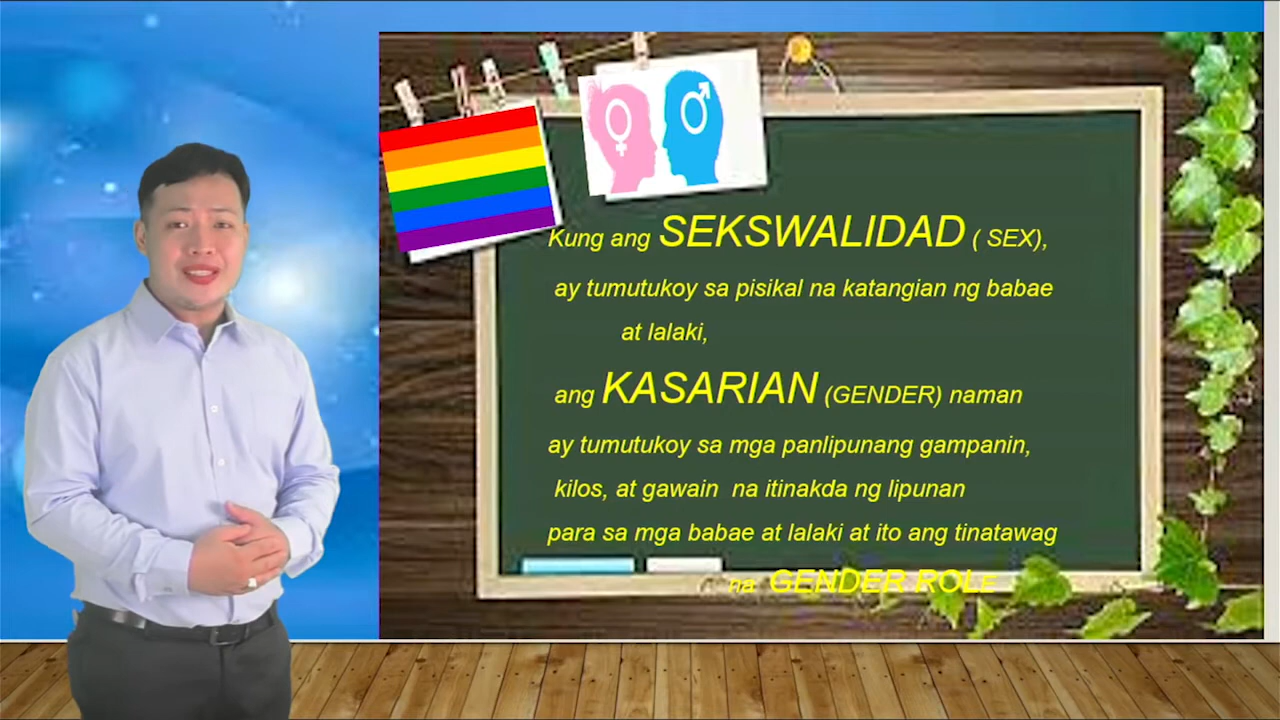 Kung ang SEKSWALIDAD ( SEX),
ay tumutukoy sa pisikal na katangian ng babae
at lalaki,
ang KASARIAN (GENDER) naman
ay tumutukoy sa mga panlipunang gampanin,
kilos, at gawain na itinakda ng lipunan
para sa mga babae at lalaki at ito ang tinatawag
na GENDER ROLE